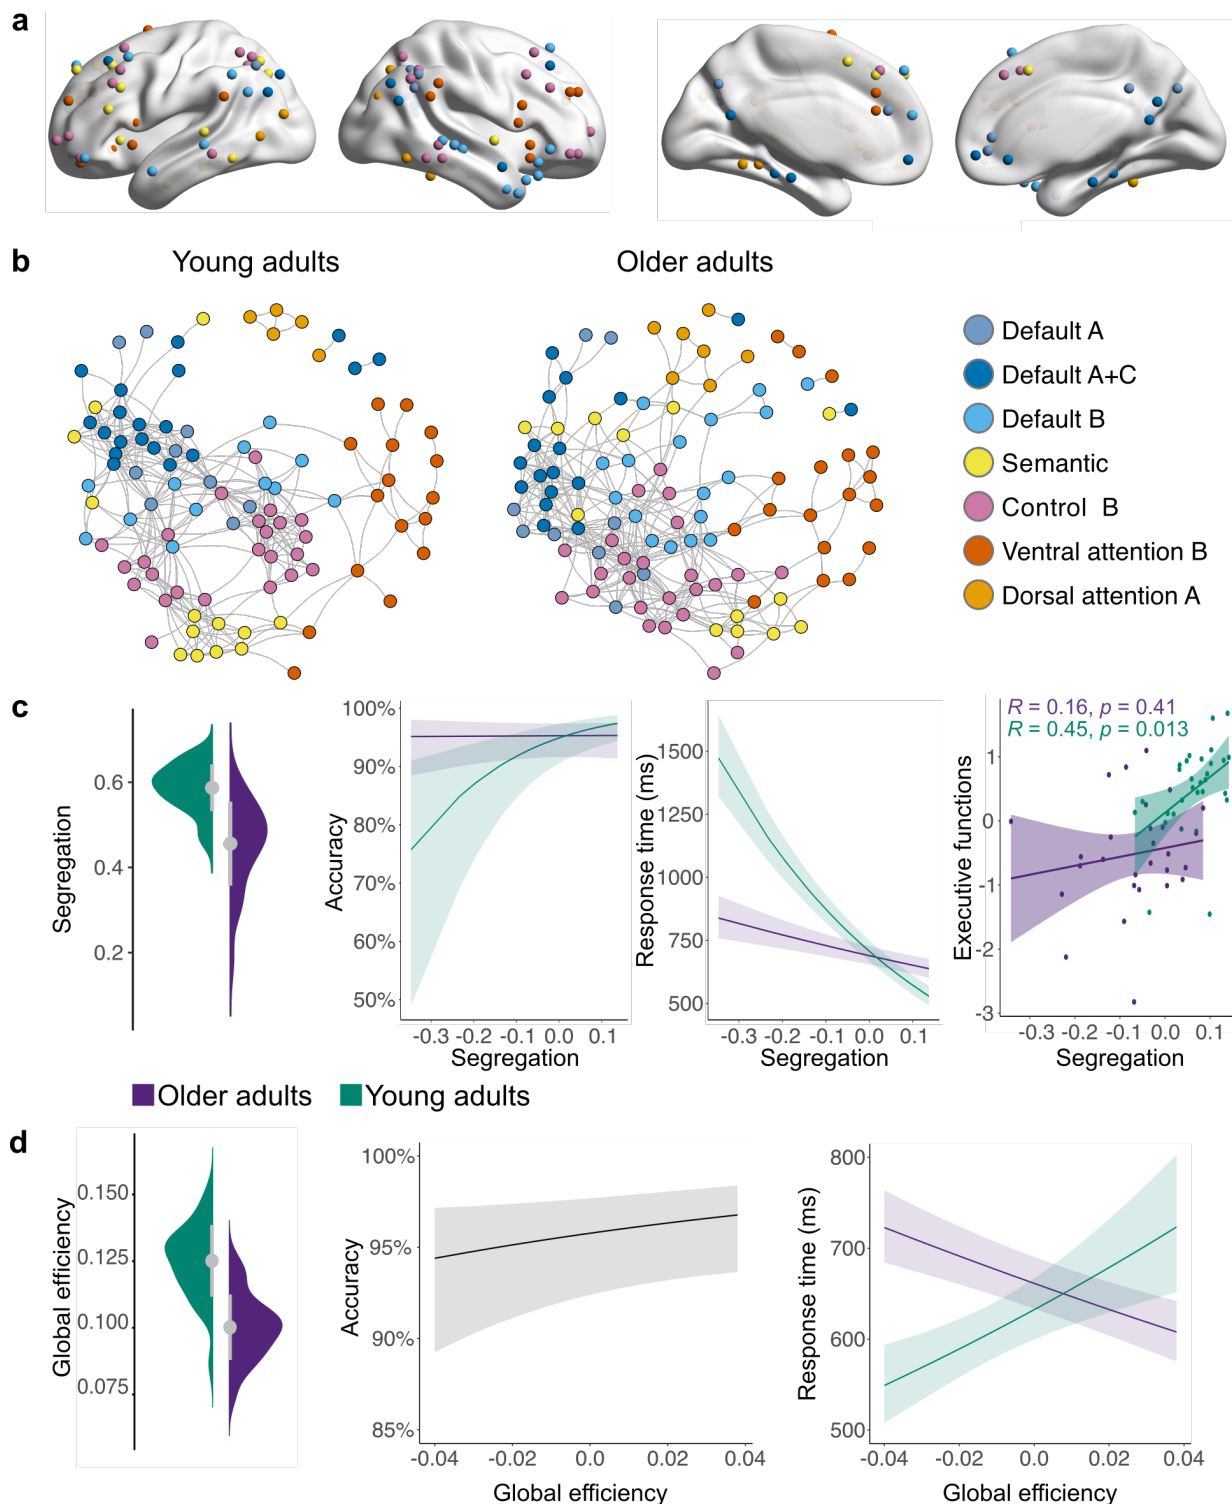 a
b
Young adults
Older adults
Default A
Default A+C
Default B
Semantic
Control B
Ventral attention B
Dorsal attention A
c
Segregation
0.6
0.4
0.2
Accuracy
100%
90%
80%
70%
60%
50%
-0.3 -0.2 -0.1 0.0 0.1
Segregation
Response time (ms)
1500
1250
1000
750
500
-0.3 -0.2 -0.1 0.0 0.1
Segregation
R = 0.16, p = 0.41
R = 0.45, p = 0.013
Executive functions
1
0
-1
-2
-3
-0.3 -0.2 -0.1 0.0 0.1
Segregation
Older adults Young adults
d
Global efficiency
0.150
0.125
0.100
0.075
Accuracy
100%
95%
90%
85%
-0.04 -0.02 0.0 0.02 0.04
Global efficiency
Response time (ms)
800
700
600
500
-0.04 -0.02 0.0 0.02 0.04
Global efficiency